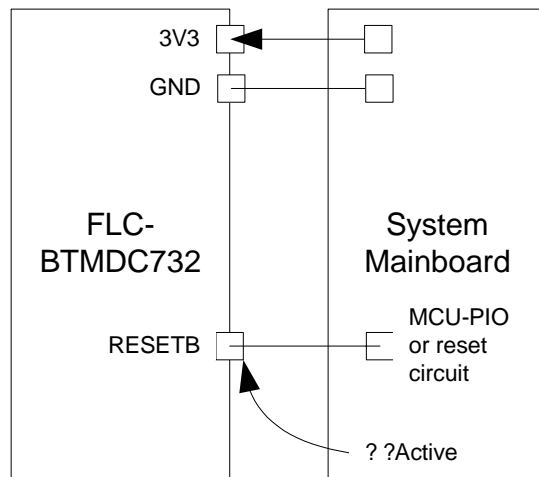 3V3
GND
FLC-
BTMDC732
System
Mainboard
RESETB
MCU-PIO
or reset
circuit
? ?Active